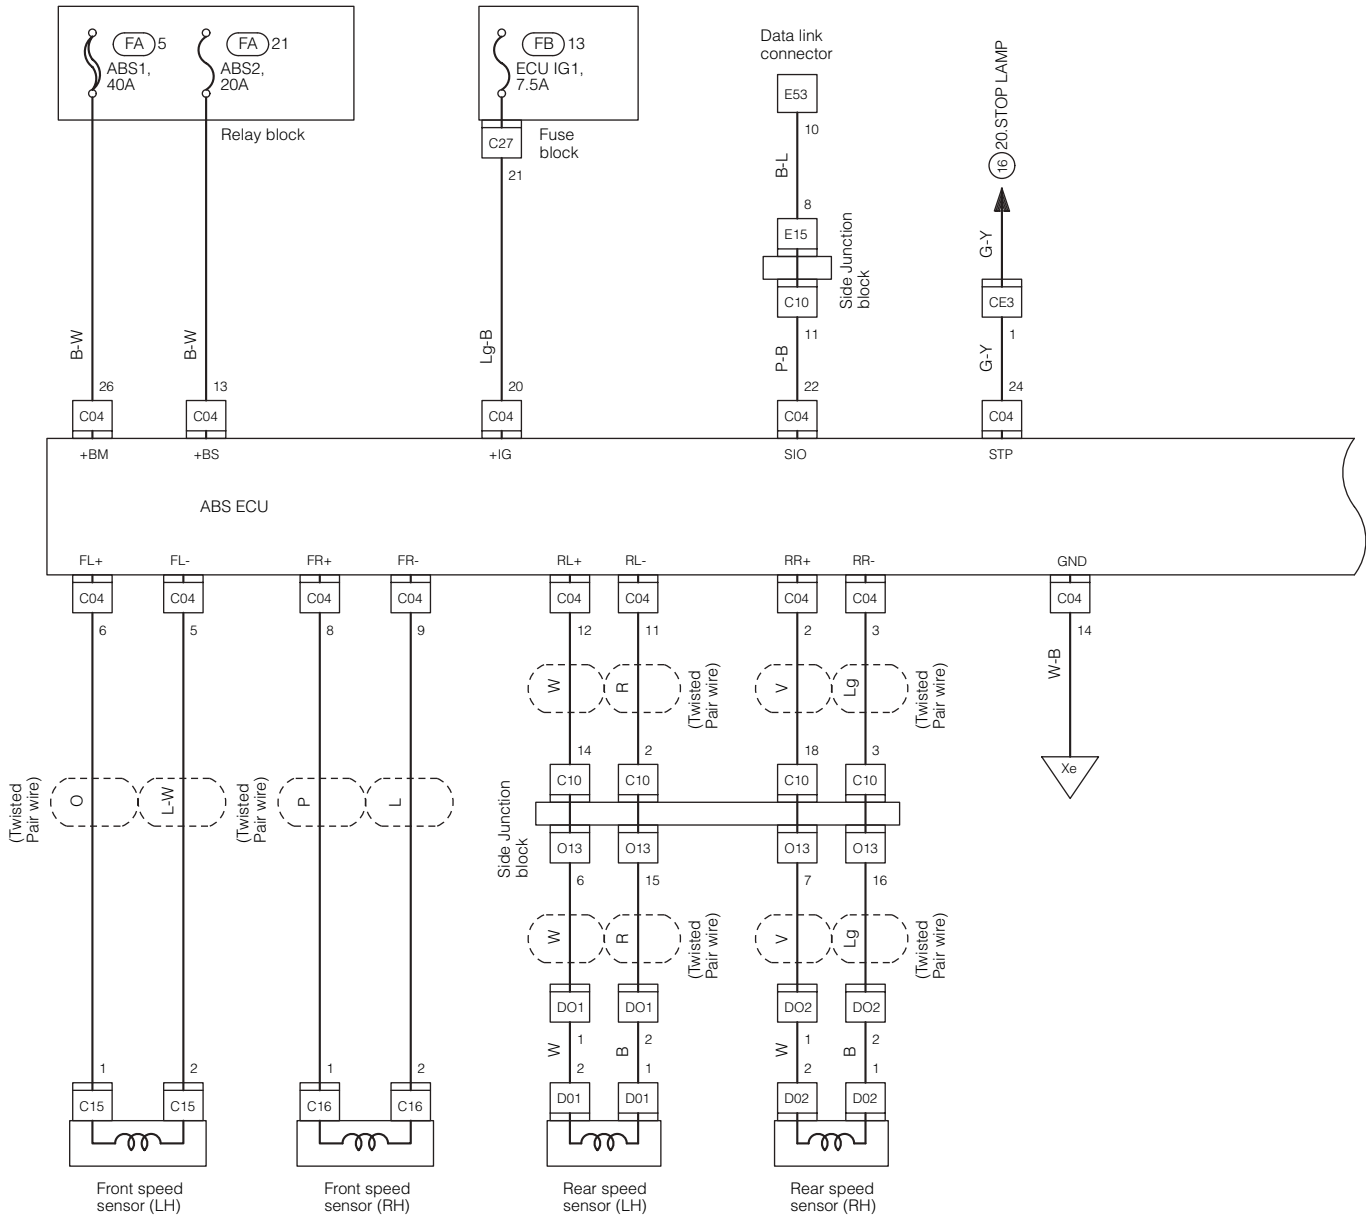 FA 5
ABS1,
40A
FA 21
ABS2,
20A
Relay block
FB 13
ECU IG1,
7.5A
C27
Fuse
block
21
Data link
connector
E53
10
B-L
8
E15
Side Junction
block
C10
11
P-B
22
16 20.STOP LAMP
G-Y
CE3
1
G-Y
24
B-W
26
B-W
13
Lg-B
20
C04
C04
C04
C04
C04
+BM
+BS
+IG
SIO
STP
ABS ECU
FL+
FL-
FR+
FR-
RL+
RL-
RR+
RR-
GND
C04
C04
C04
C04
C04
C04
C04
C04
C04
6
5
8
9
12
11
2
3
14
W-B
Xe
W
R
(Twisted
Pair wire)
V
Lg
(Twisted
Pair wire)
14
2
18
3
C10
C10
C10
C10
(Twisted
Pair wire)
O
L-W
(Twisted
Pair wire)
P
L
Side Junction
block
O13
O13
O13
O13
6
15
7
16
W
R
(Twisted
Pair wire)
V
Lg
(Twisted
Pair wire)
DO1
DO1
DO2
DO2
1
2
1
2
W
B
W
B
1
2
1
2
2
1
2
1
C15
C15
C16
C16
D01
D01
D02
D02
Front speed
sensor (LH)
Front speed
sensor (RH)
Rear speed
sensor (LH)
Rear speed
sensor (RH)